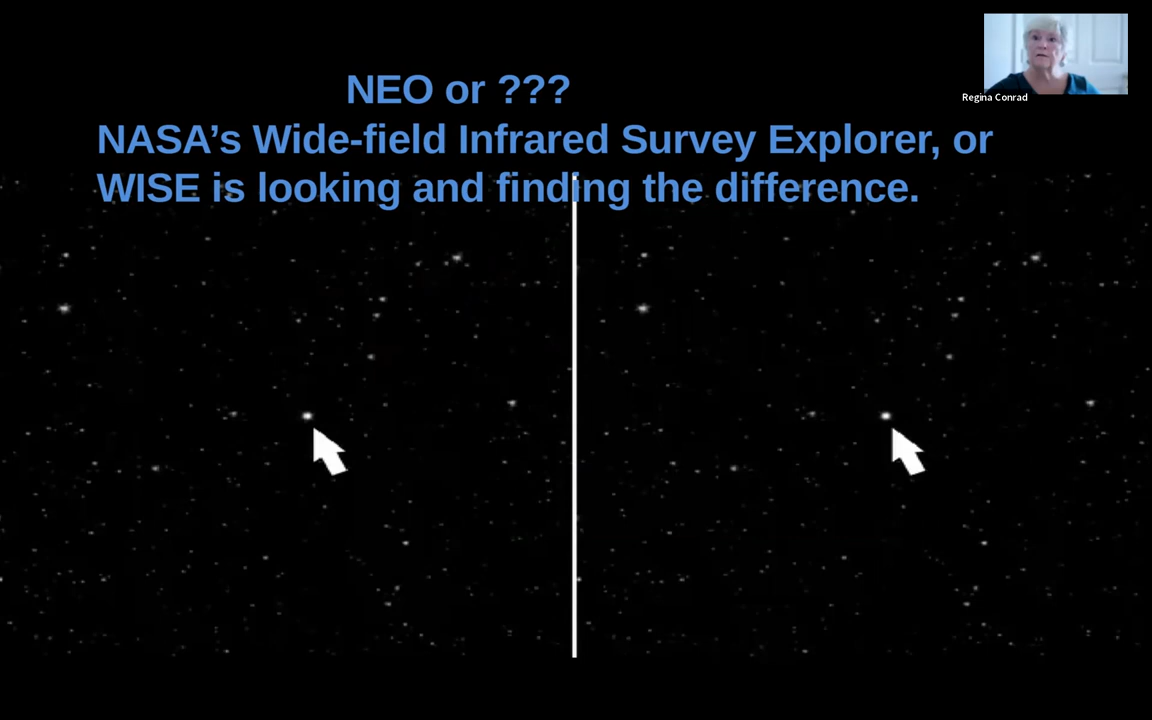 NEO or ???
NASA’s Wide-field Infrared Survey Explorer, or
WISE is looking and finding the difference.
Regina Conrad